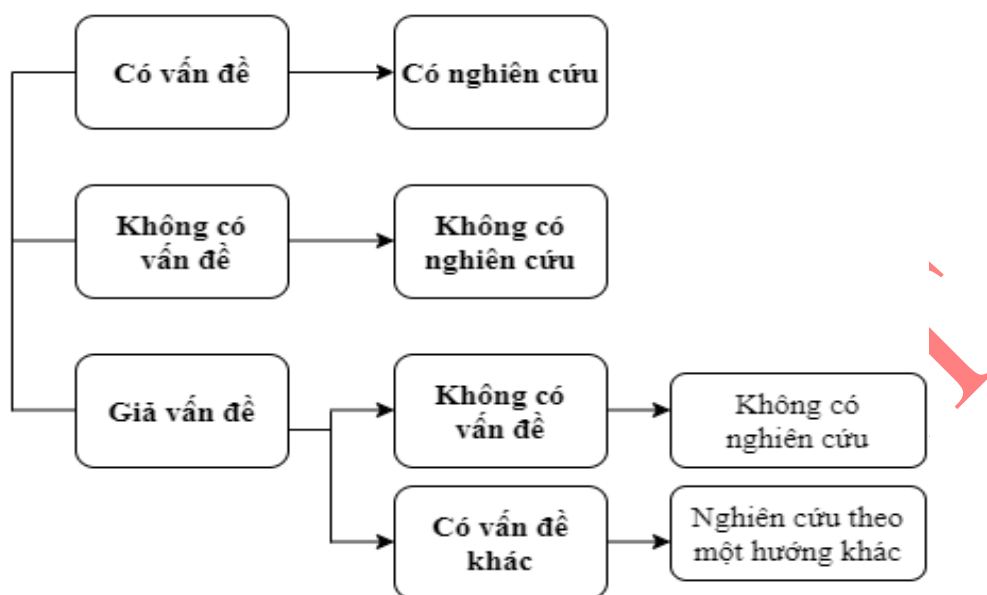 Có vấn đề
Có nghiên cứu
Không có
vấn đề
Không có
nghiên cứu
Giả vấn đề
Không có
vấn đề
Không có
nghiên cứu
Có vấn đề
khác
Nghiên cứu theo
một hướng khác